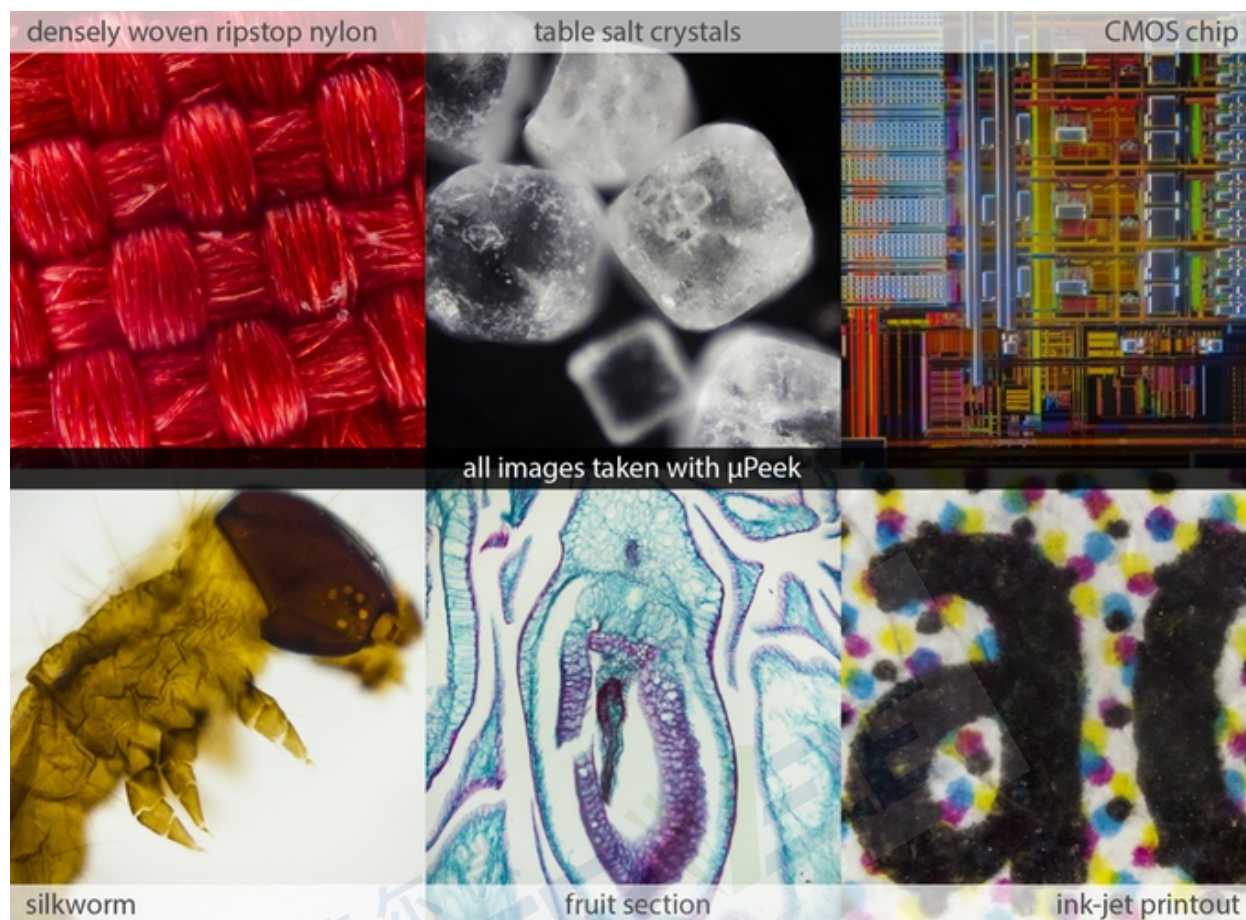 densely woven ripstop nylon
table salt crystals
CMOS chip
all images taken with µPeek
silkworm
fruit section
ink-jet printout
a